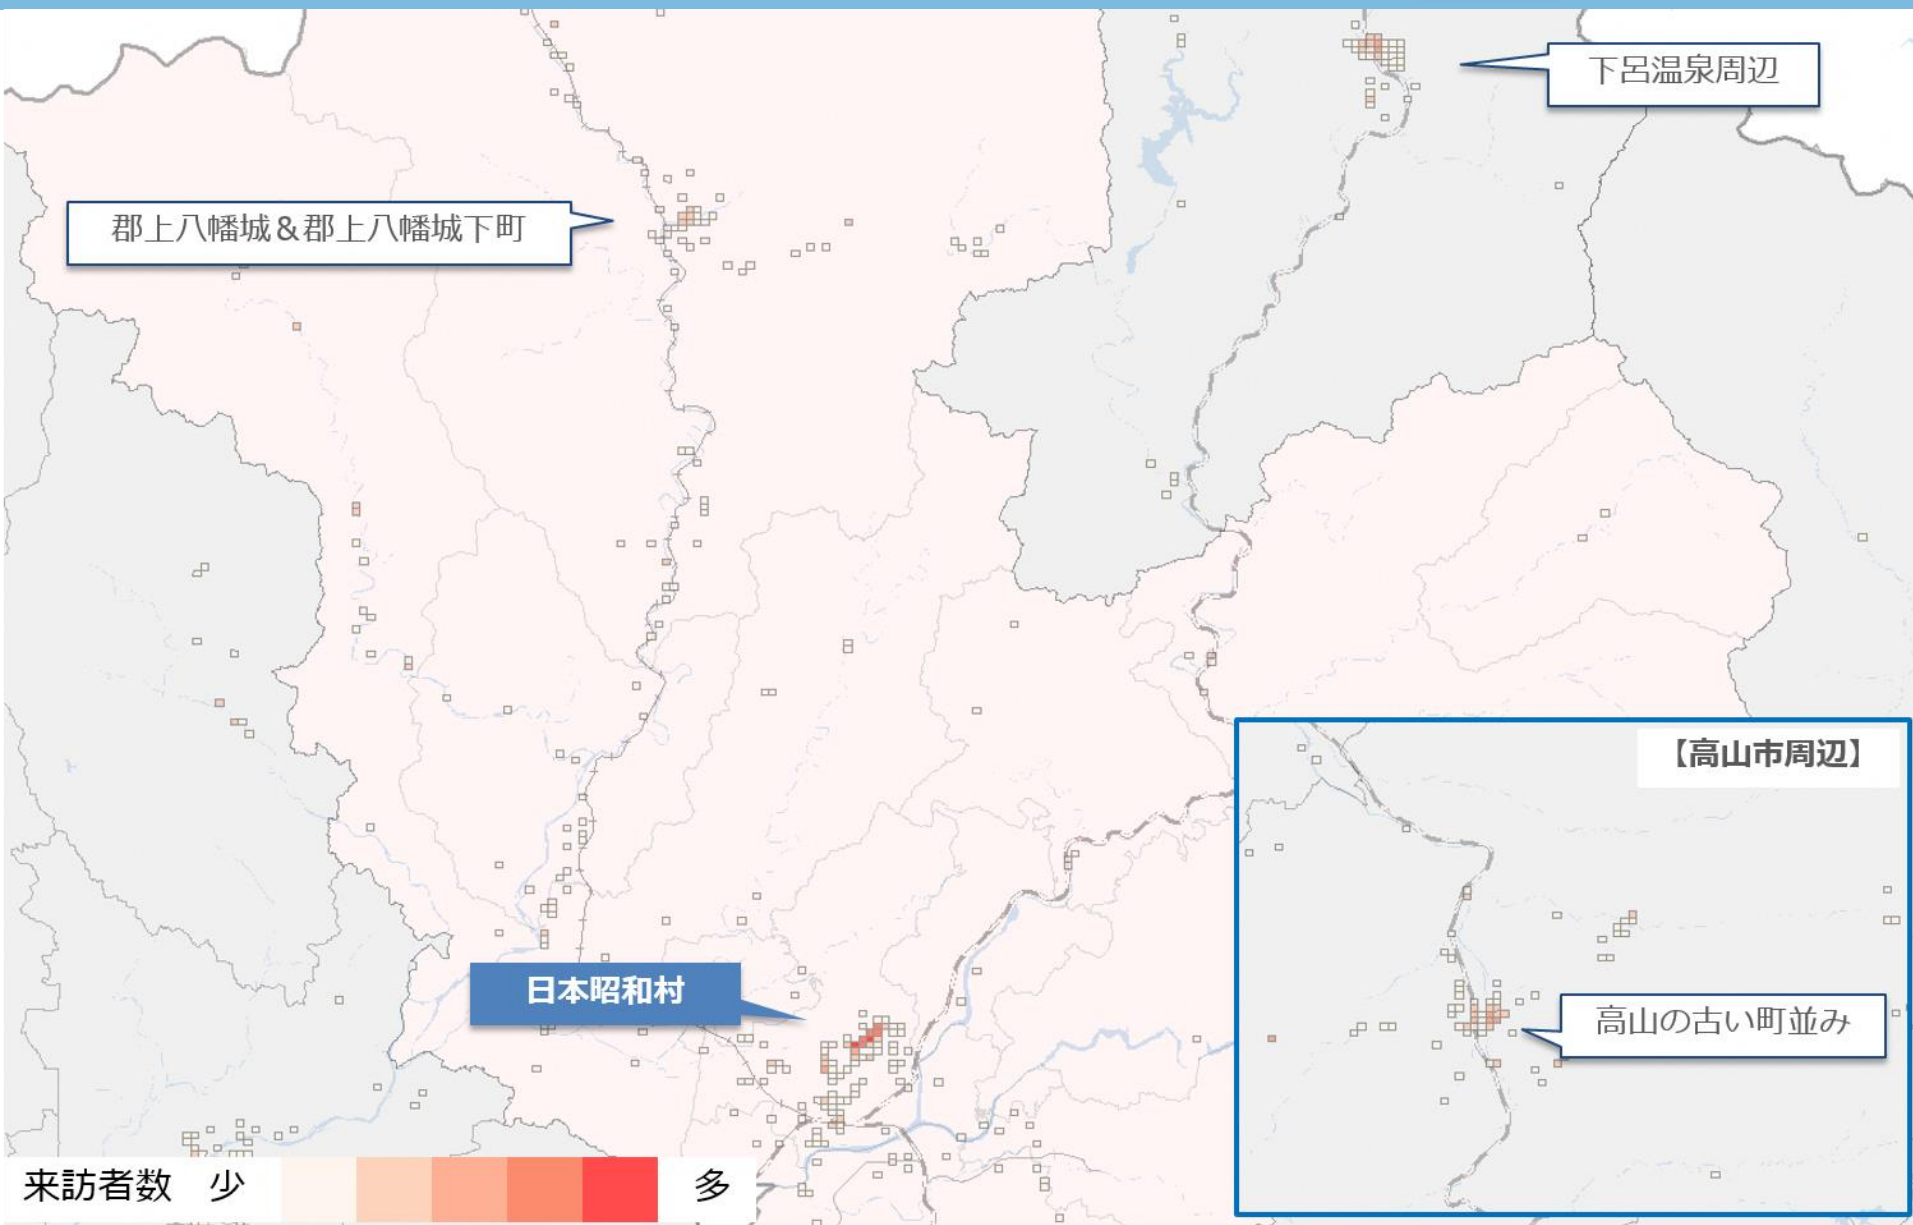 下呂温泉周辺
郡上八幡城＆郡上八幡城下町
【高山市周辺】
日本昭和村
高山の古い町並み
来訪者数 少 多